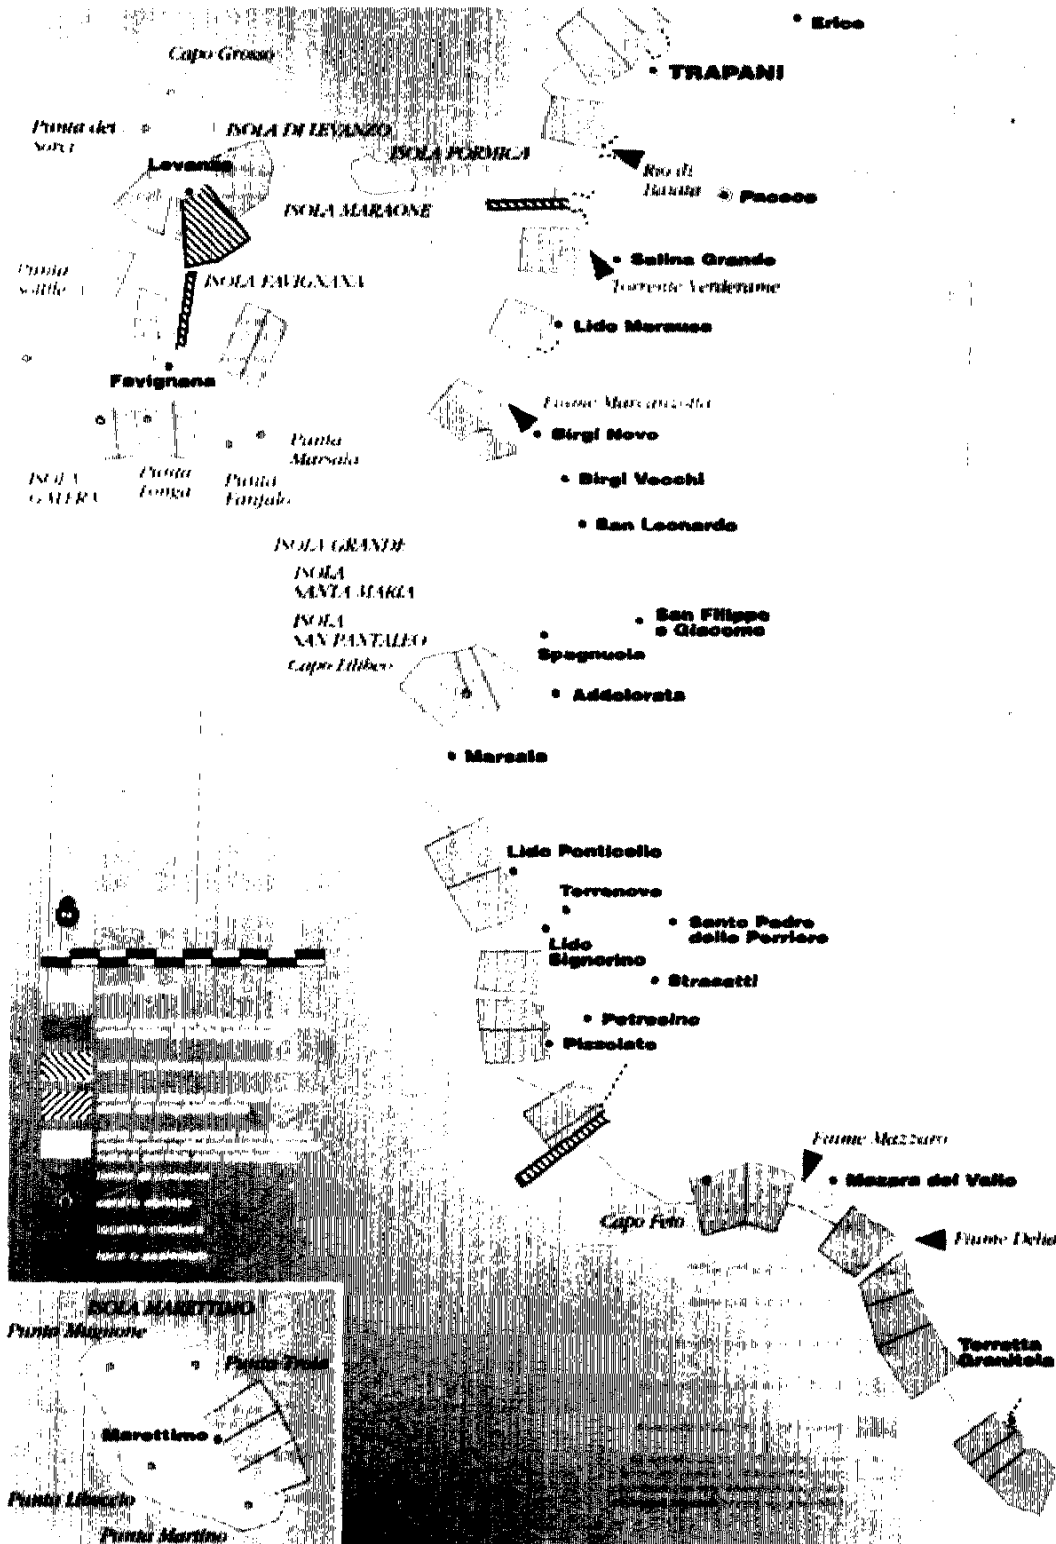 Erice
Capo Grosso
TRAPANI
Punta dei
Sorci
ISOLA DI LEVANZO
ISOLA FORMICA
Levanzo
Rio di
Baiata
Paceco
ISOLA MARAONE
Salina Grande
Punta
Sottile
ISOLA FAVIGNANA
Torrente Verderame
Lido Marausa
Favignana
Fiume Marcanzotta
Birgi Novo
Punta
Marsala
ISOLA
GALERA
Punta
Longa
Punta
Fanfalo
Birgi Vecchi
San Leonardo
ISOLA GRANDE
ISOLA
SANTA MARIA
ISOLA
SAN PANTALEO
San Filippo
e Giacomo
Spagnuola
Capo Lilibeo
Addolorata
Marsala
Lido Ponticello
Terranova
Santo Padre
delle Perriere
Lido
Signorino
Strasatti
Petrosino
Pizzolato
Fiume Mazzaro
Mazara del Vallo
Capo Feto
Fiume Delia
ISOLA MARETTIMO
Punta Mugnone
Punta Troia
Torretta
Granitola
Marettimo
Punta Libeccio
Punta Martino